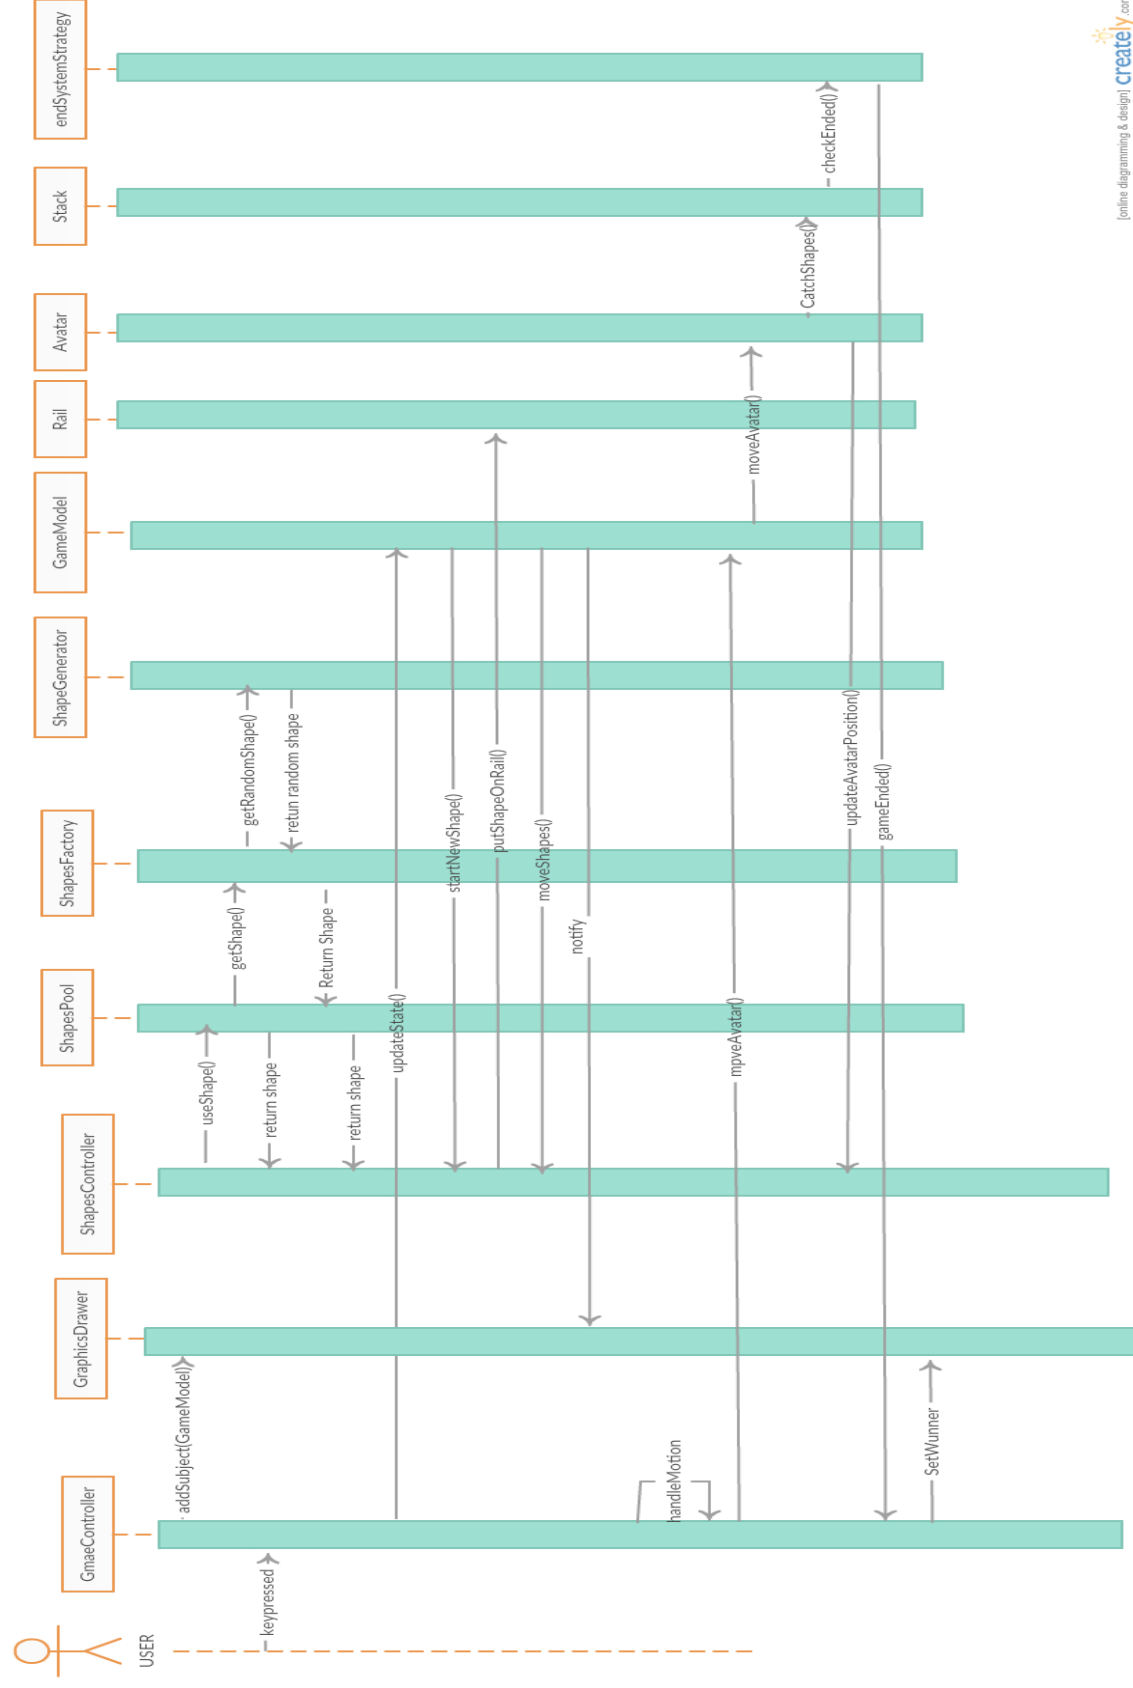 USER
GmaeController
GraphicsDrawer
ShapesController
ShapesPool
ShapesFactory
ShapeGenerator
GameModel
Rail
Avatar
Stack
endSystemStrategy
addSubject(GameModel)
useShape()
getShape()
getRandomShape()
keypressed
return shape
retun random shape
Return Shape
return shape
updateState()
startNewShape()
putShapeOnRail()
moveShapes()
notify
handleMotion
mpveAvatar()
moveAvatar()
CatchShapes()
checkEnded()
updateAvatarPosition()
gameEnded()
SetWunner
[online diagramming & design] creately.com